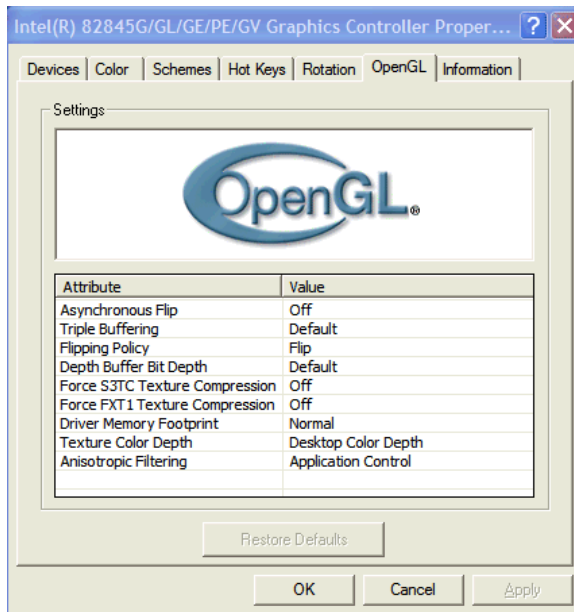 Intel(R) 82845G/GL/GE/PE/GV Graphics Controller Proper... ? X
Devices Color Schemes Hot Keys Rotation OpenGL Information
Settings
OpenGL®
Attribute Value
Asynchronous Flip Off
Triple Buffering Default
Flipping Policy Flip
Depth Buffer Bit Depth Default
Force S3TC Texture Compression Off
Force FXT1 Texture Compression Off
Driver Memory Footprint Normal
Texture Color Depth Desktop Color Depth
Anisotropic Filtering Application Control
Restore Defaults
OK Cancel Apply